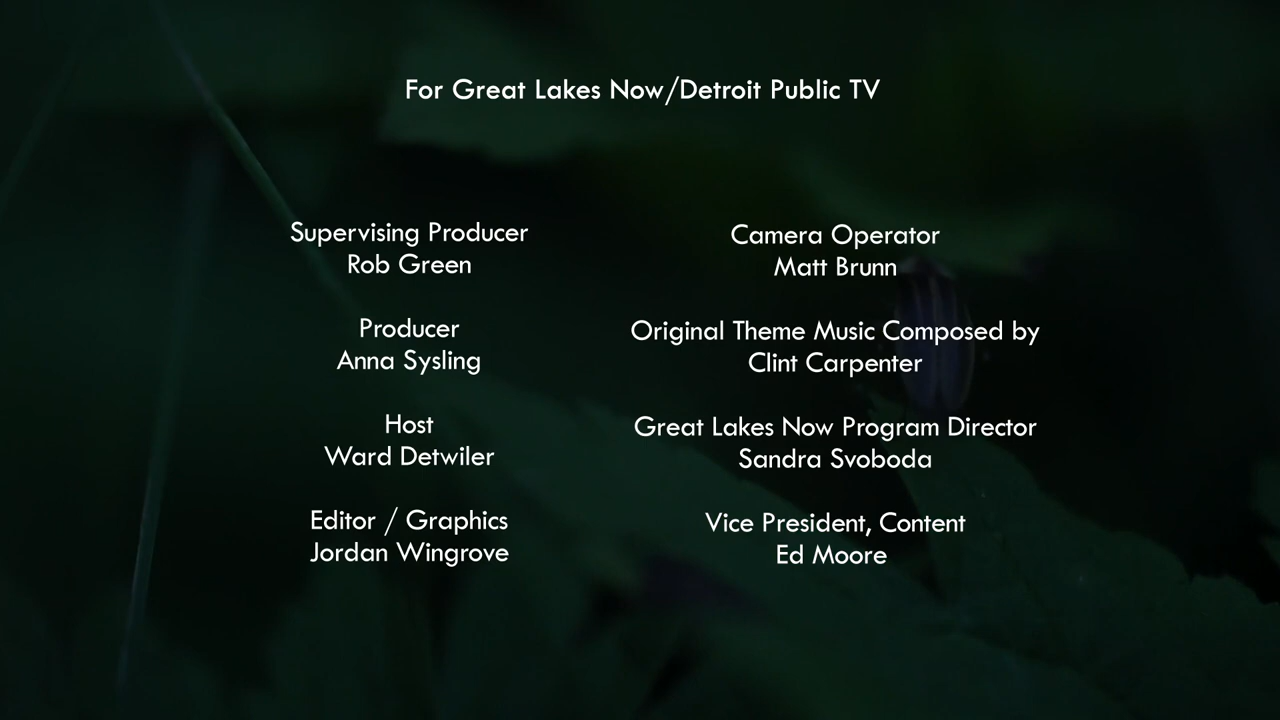 For Great Lakes Now/Detroit Public TV
Supervising Producer
Rob Green
Producer
Anna Sysling
Host
Ward Detwiler
Editor / Graphics
Jordan Wingrove
Camera Operator
Matt Brunn
Original Theme Music Composed by
Clint Carpenter
Great Lakes Now Program Director
Sandra Svoboda
Vice President, Content
Ed Moore